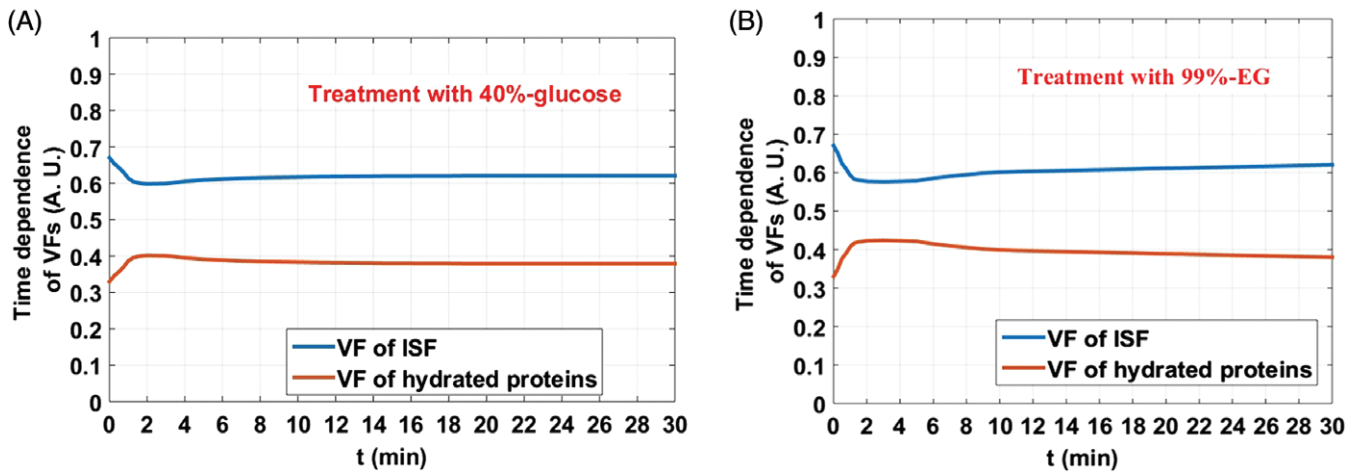 (A)
Treatment with 40%-glucose
Time dependence
of VFs (A. U.)
1
0.9
0.8
0.7
0.6
0.5
0.4
0.3
0.2
0.1
0
VF of ISF
VF of hydrated proteins
0 2 4 6 8 10 12 14 16 18 20 22 24 26 28 30
t (min)
(B)
Treatment with 99%-EG
Time dependence
of VFs (A. U.)
1
0.9
0.8
0.7
0.6
0.5
0.4
0.3
0.2
0.1
0
VF of ISF
VF of hydrated proteins
0 2 4 6 8 10 12 14 16 18 20 22 24 26 28 30
t (min)